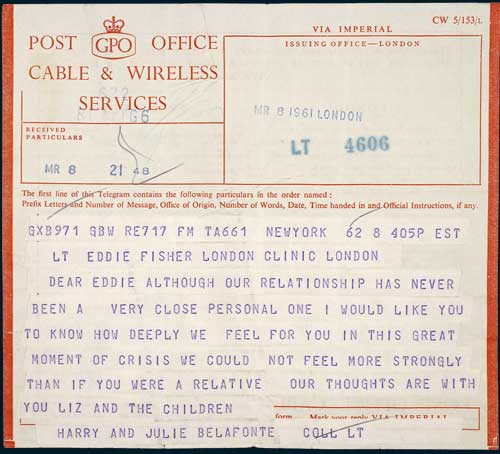 CW 5/153/L
VIA IMPERIAL
POST GPO OFFICE
CABLE & WIRELESS
SERVICES
ISSUING OFFICE—LONDON
MR 8 1961 LONDON
LT 4606
RECEIVED
PARTICULARS
MR 8 21 48
The first line of this Telegram contains the following particulars in the order named :
Prefix Letters and Number of Message, Office of Origin, Number of Words, Date, Time handed in and Official Instructions, if any.
GXB971 GBW RE717 FM TA661 NEWYORK 62 8 405P EST
LT EDDIE FISHER LONDON CLINIC LONDON
DEAR EDDIE ALTHOUGH OUR RELATIONSHIP HAS NEVER
BEEN A VERY CLOSE PERSONAL ONE I WOULD LIKE YOU
TO KNOW HOW DEEPLY WE FEEL FOR YOU IN THIS GREAT
MOMENT OF CRISIS WE COULD NOT FEEL MORE STRONGLY
THAN IF YOU WERE A RELATIVE OUR THOUGHTS ARE WITH
YOU LIZ AND THE CHILDREN
form Mark your reply VIA IMPERIAL
HARRY AND JULIE BELAFONTE COLL LT